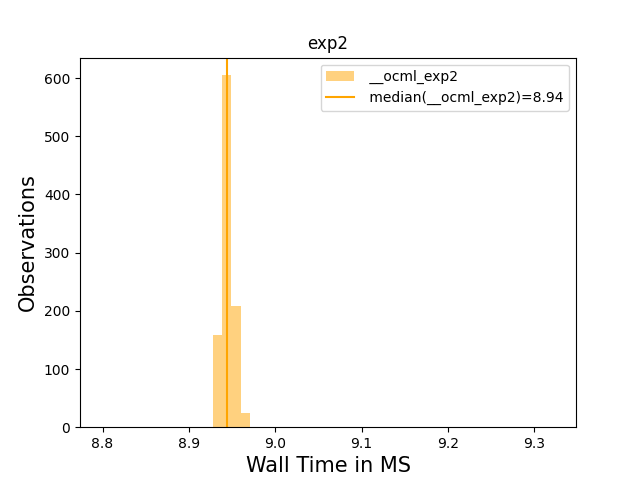 exp2
__ocml_exp2
median(__ocml_exp2)=8.94
600
500
400
300
200
100
0
Observations
8.8 8.9 9.0 9.1 9.2 9.3
Wall Time in MS